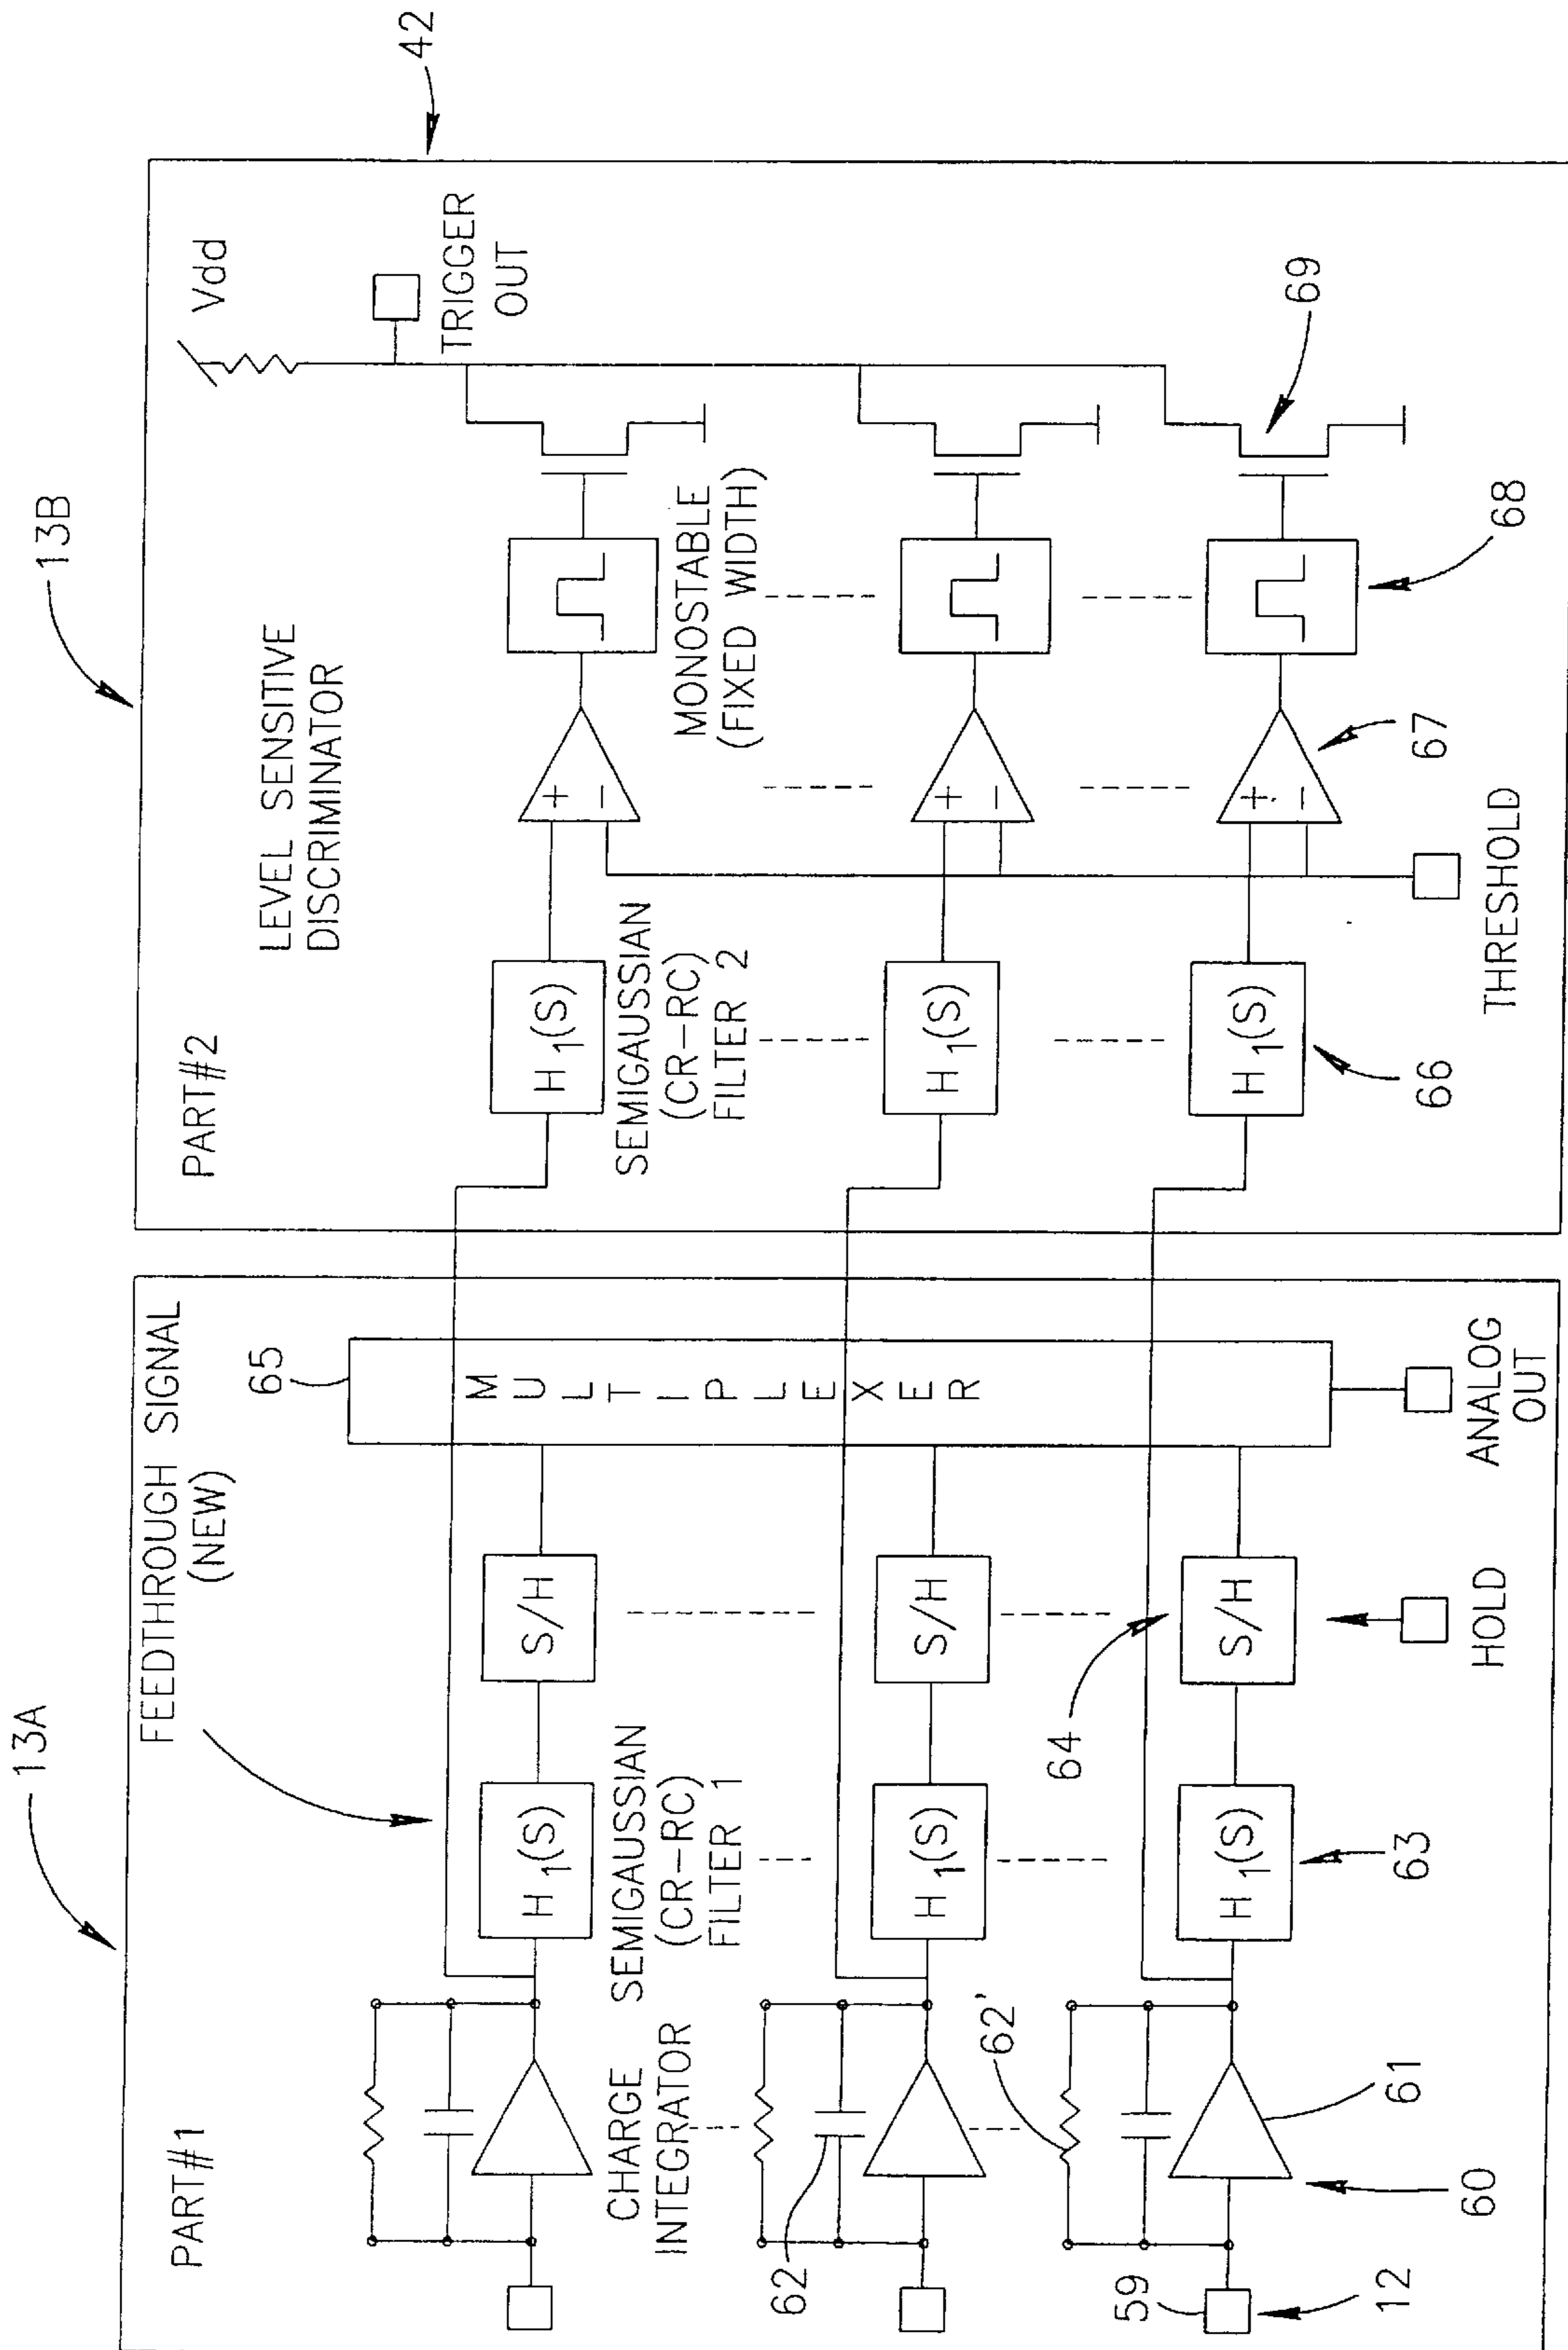 13A
PART#1
FEEDTHROUGH SIGNAL
(NEW)
65
H1(S)
S/H
CHARGE
INTEGRATOR
SEMIGAUSSIAN
(CR-RC)
FILTER 1
MULTIPLEXER
62
H1(S)
S/H
62'
64
59
12
60
61
H1(S)
63
S/H
HOLD
ANALOG
OUT
13B
42
PART#2
LEVEL SENSITIVE
DISCRIMINATOR
Vdd
TRIGGER
OUT
H1(S)
+
-
SEMIGAUSSIAN
(CR-RC)
FILTER 2
MONOSTABLE
(FIXED WIDTH)
H1(S)
+
-
H1(S)
+
-
66
67
68
69
THRESHOLD